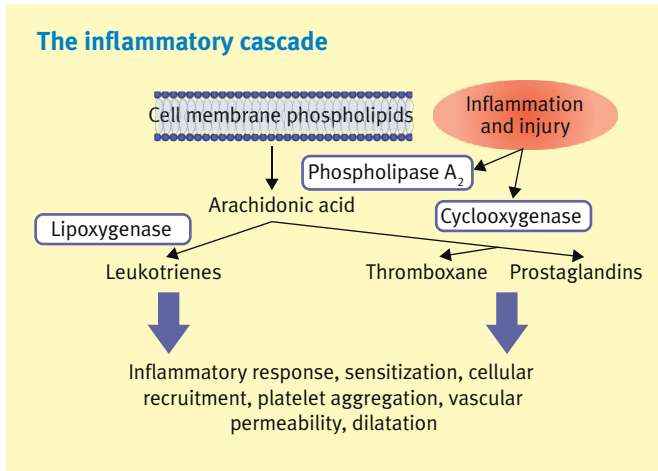 The inflammatory cascade
Cell membrane phospholipids
Inflammation
and injury
Phospholipase A₂
Arachidonic acid
Cyclooxygenase
Lipoxygenase
Leukotrienes
Thromboxane
Prostaglandins
Inflammatory response, sensitization, cellular
recruitment, platelet aggregation, vascular
permeability, dilatation